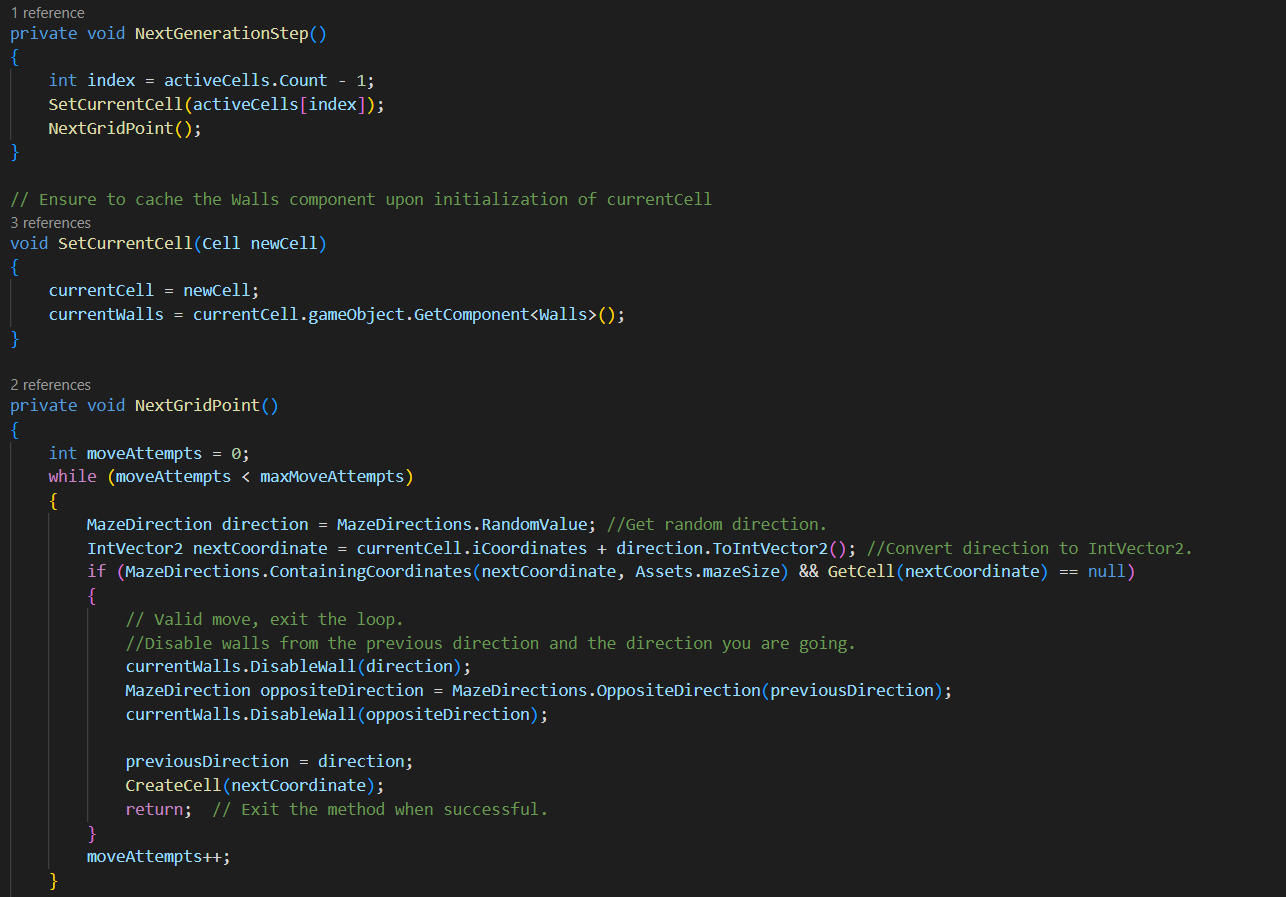 1 reference
private void NextGenerationStep()
{
    int index = activeCells.Count - 1;
    SetCurrentCell(activeCells[index]);
    NextGridPoint();
}

// Ensure to cache the Walls component upon initialization of currentCell
3 references
void SetCurrentCell(Cell newCell)
{
    currentCell = newCell;
    currentWalls = currentCell.gameObject.GetComponent<Walls>();
}

2 references
private void NextGridPoint()
{
    int moveAttempts = 0;
    while (moveAttempts < maxMoveAttempts)
    {
        MazeDirection direction = MazeDirections.RandomValue; //Get random direction.
        IntVector2 nextCoordinate = currentCell.iCoordinates + direction.ToIntVector2(); //Convert direction to IntVector2.
        if (MazeDirections.ContainingCoordinates(nextCoordinate, Assets.mazeSize) && GetCell(nextCoordinate) == null)
        {
            // Valid move, exit the loop.
            //Disable walls from the previous direction and the direction you are going.
            currentWalls.DisableWall(direction);
            MazeDirection oppositeDirection = MazeDirections.OppositeDirection(previousDirection);
            currentWalls.DisableWall(oppositeDirection);

            previousDirection = direction;
            CreateCell(nextCoordinate);
            return;  // Exit the method when successful.
        }
        moveAttempts++;
    }